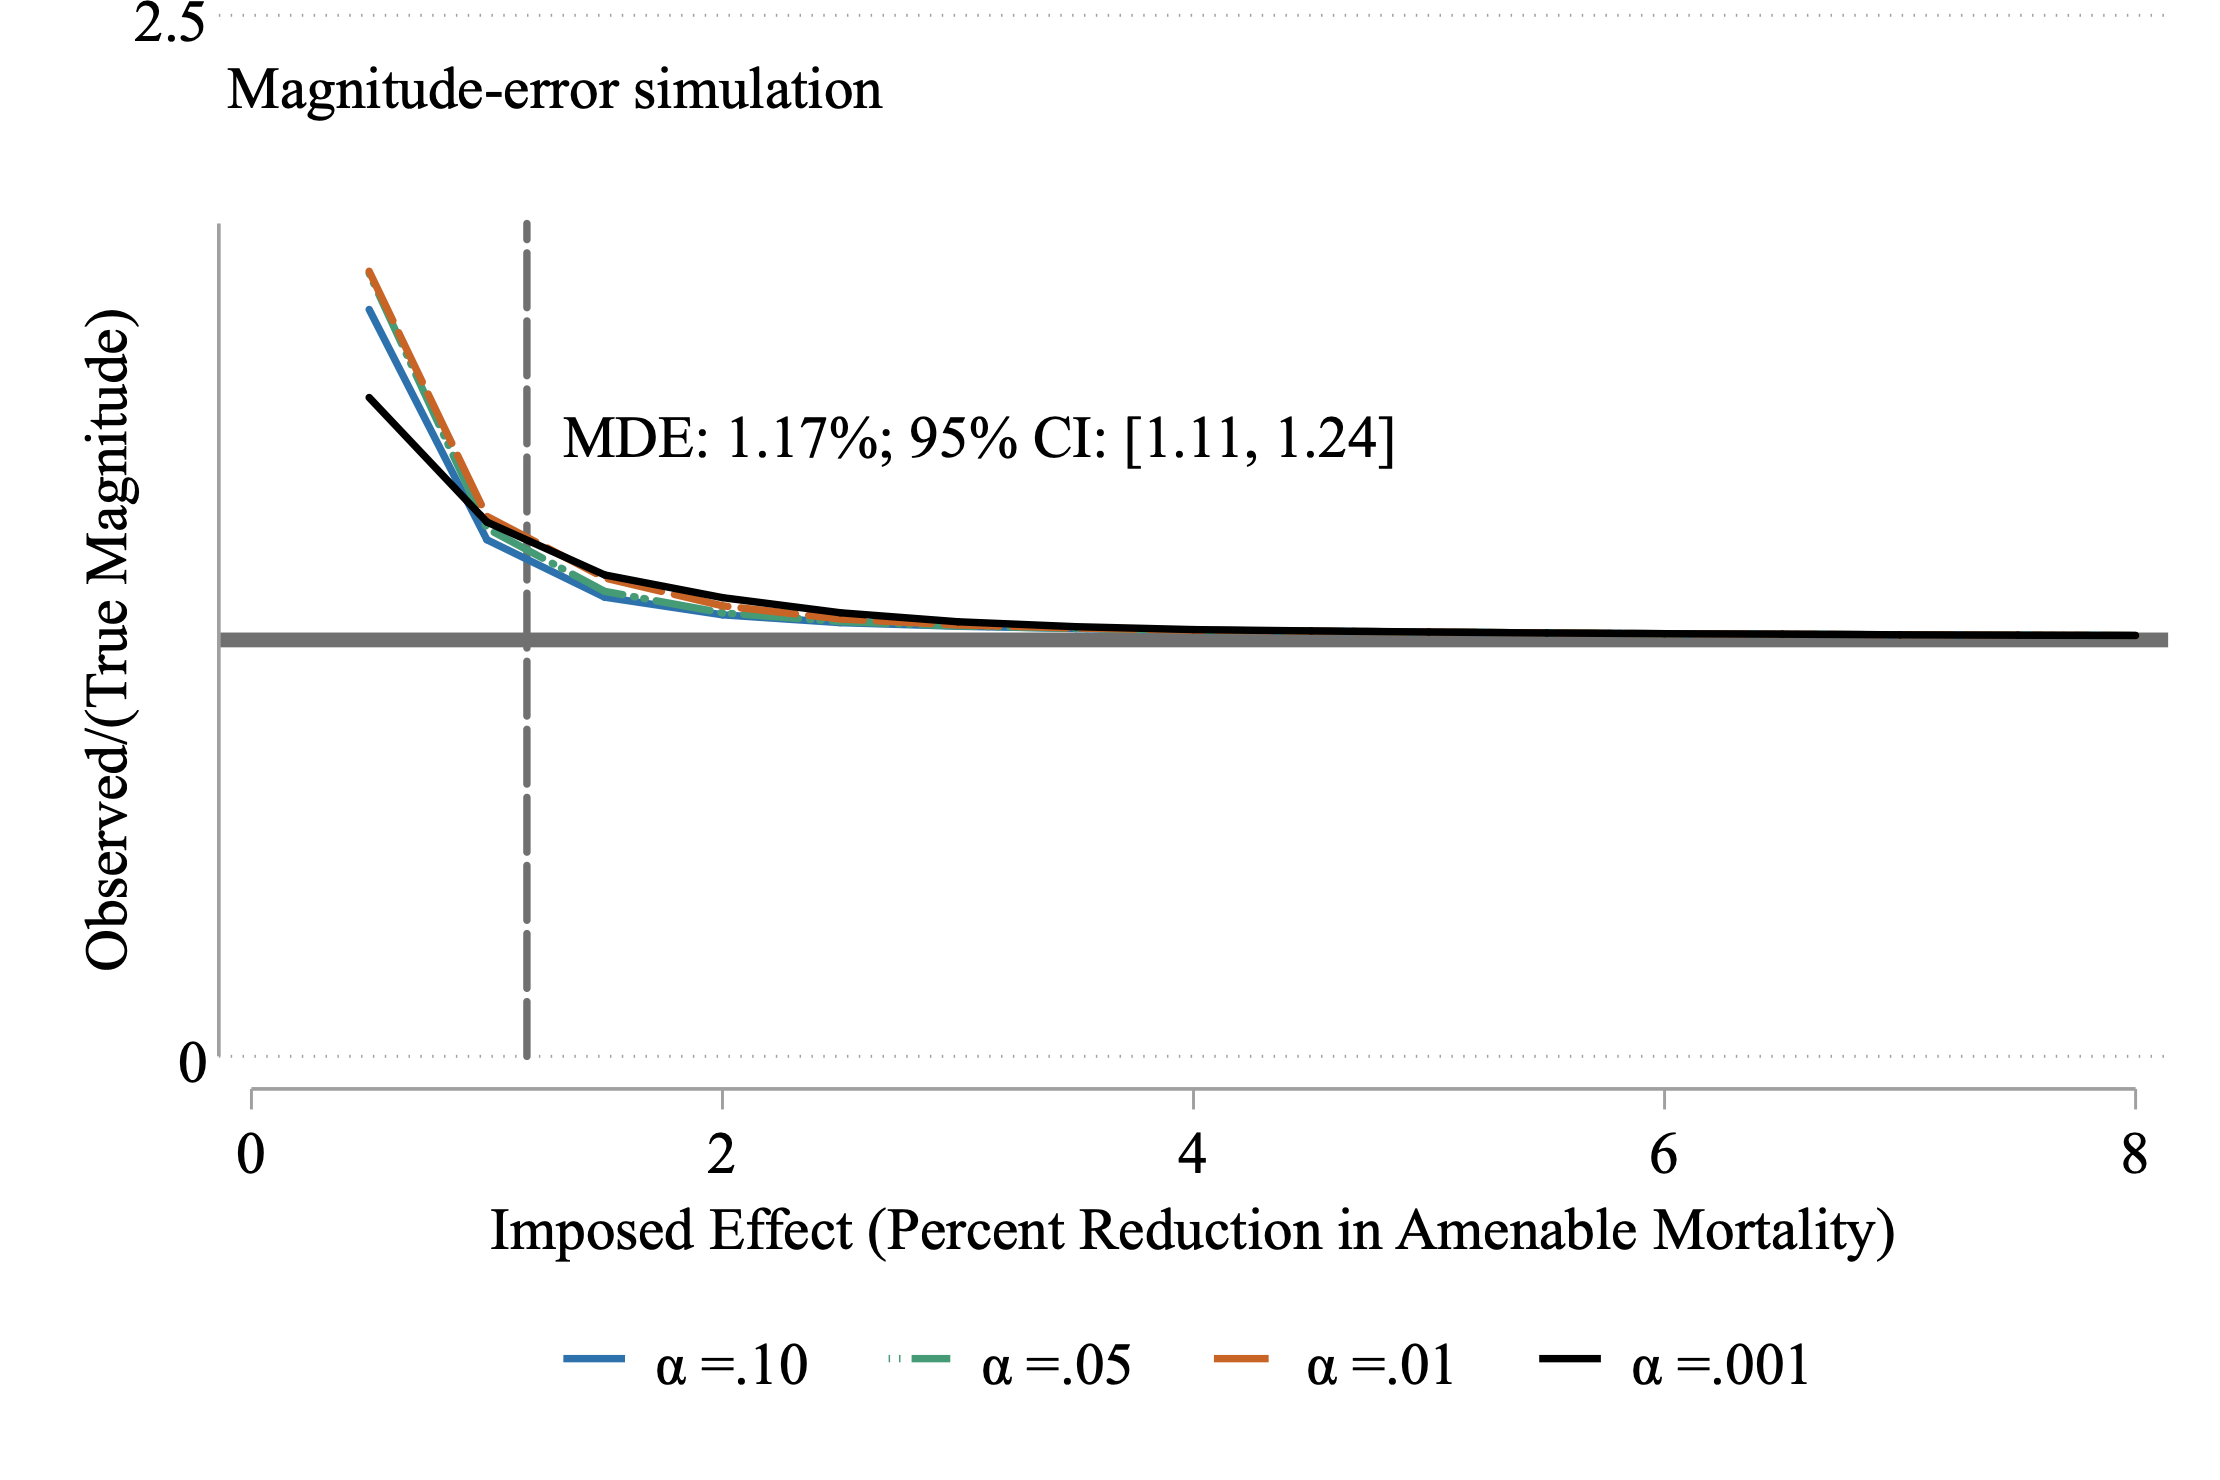 2.5
Magnitude-error simulation
Observed/(True Magnitude)
MDE: 1.17%; 95% CI: [1.11, 1.24]
0
0 2 4 6 8
Imposed Effect (Percent Reduction in Amenable Mortality)
α =.10 α =.05 α =.01 α =.001